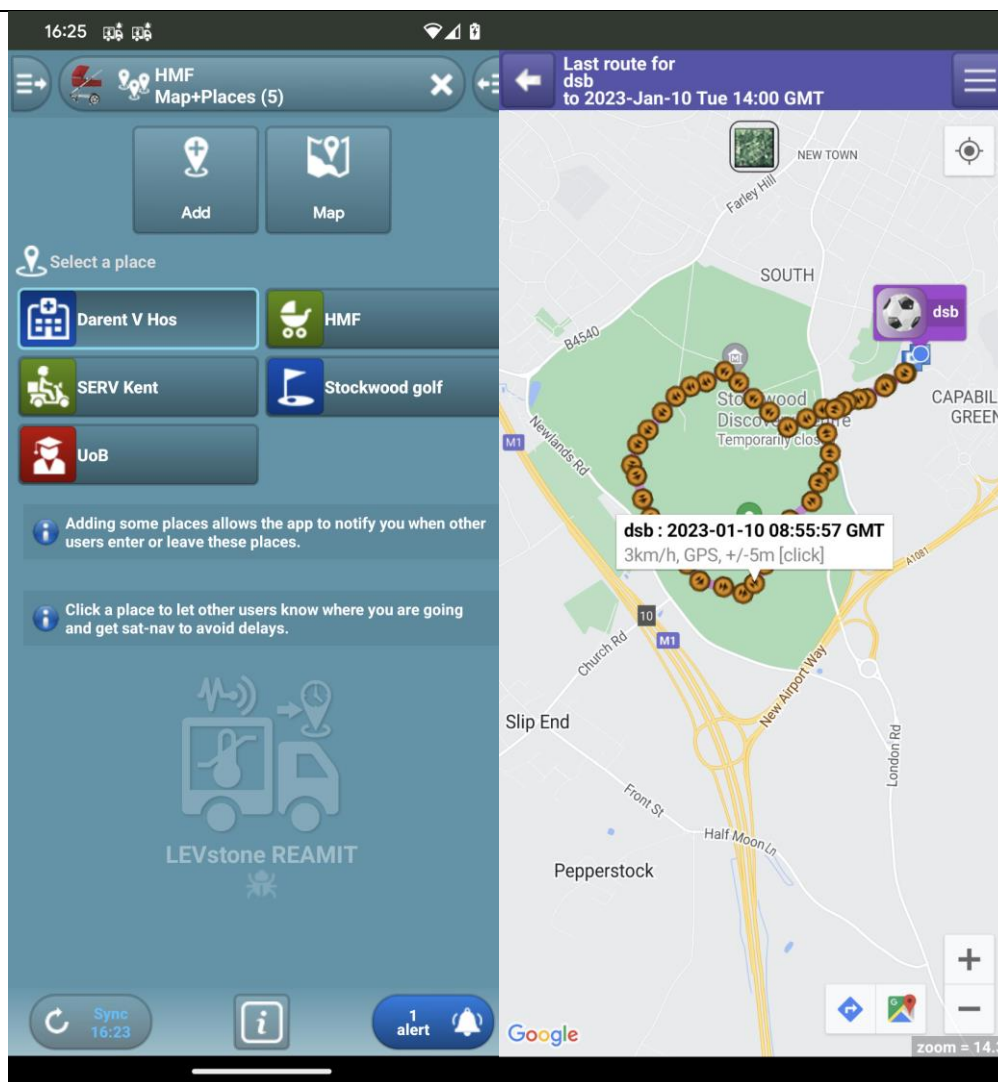 16:25
HMF
Map+Places (5)
Add
Map
Select a place
Darent V Hos
HMF
SERV Kent
Stockwood golf
UoB
Adding some places allows the app to notify you when other
users enter or leave these places.
Click a place to let other users know where you are going
and get sat-nav to avoid delays.
LEVstone REAMIT
Sync
16:23
i
1
alert
Last route for
dsb
to 2023-Jan-10 Tue 14:00 GMT
NEW TOWN
Farley Hill
SOUTH
dsb
B4540
CAPABIL
GREEN
Discove
Temporarily clos
M1
Newlands Rd
dsb : 2023-01-10 08:55:57 GMT
3km/h, GPS, +/-5m [click]
A1081
10
M1
Church Rd
New Airport Way
Slip End
London Rd
Front St
Half Moon Ln
Pepperstock
Google
+
−
zoom = 14.